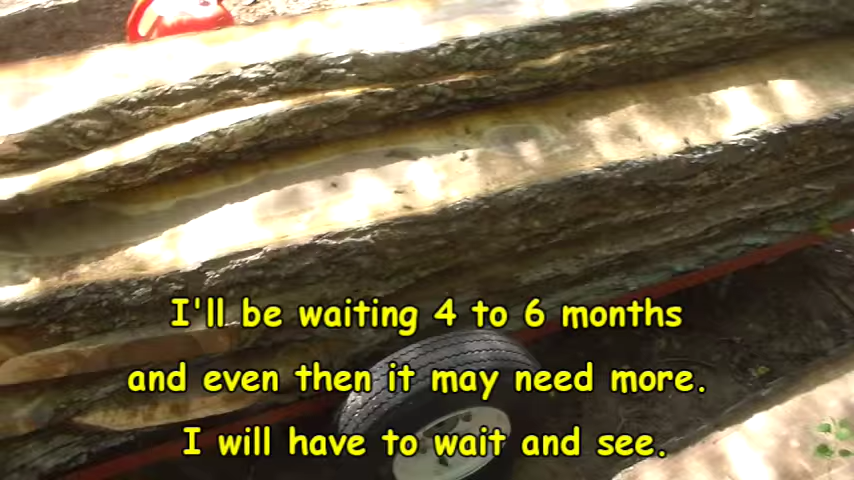 I'll be waiting 4 to 6 months
and even then it may need more.
I will have to wait and see.